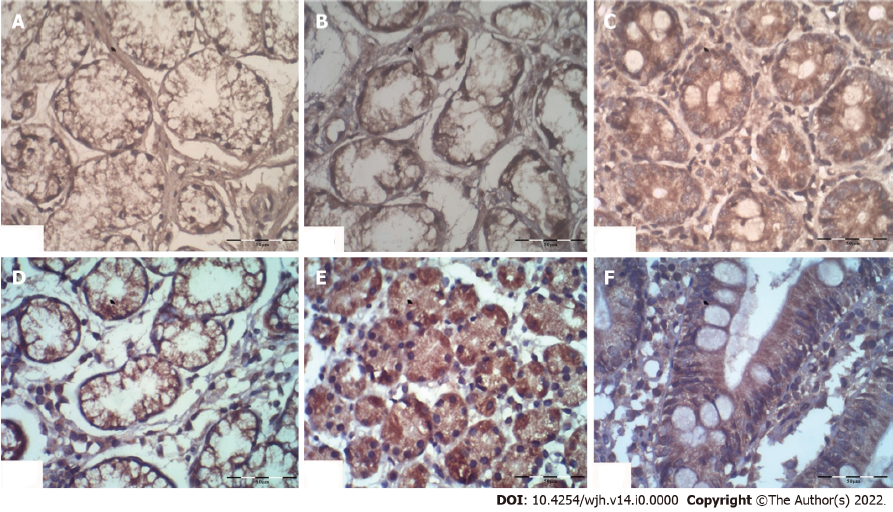 A
B
C
D
E
F
DOI: 10.4254/wjh.v14.i0.0000 Copyright ©The Author(s) 2022.